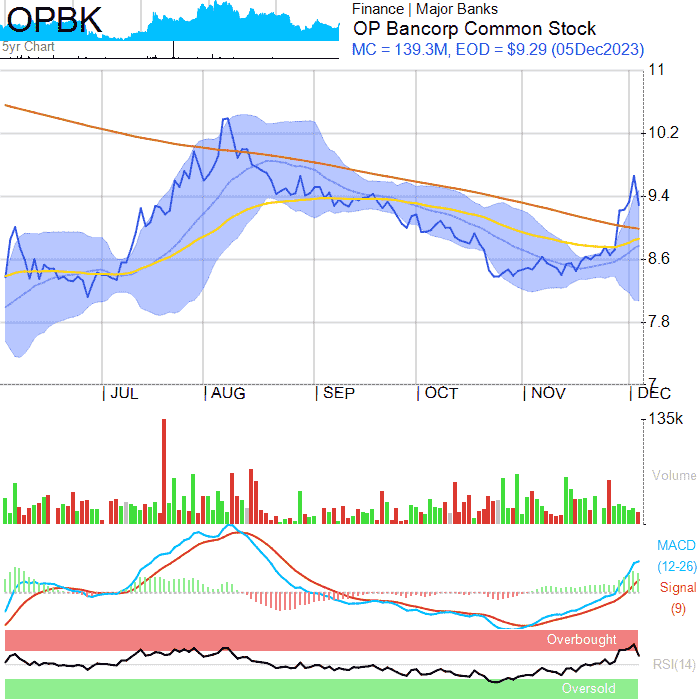 OPBK
5yr Chart
Finance | Major Banks
OP Bancorp Common Stock
MC = 139.3M, EOD = $9.29 (05Dec2023)
11
10.2
9.4
8.6
7.8
7
JUL AUG SEP OCT NOV DEC
135k
Volume
MACD
(12-26)
Signal
(9)
Overbought
RSI(14)
Oversold